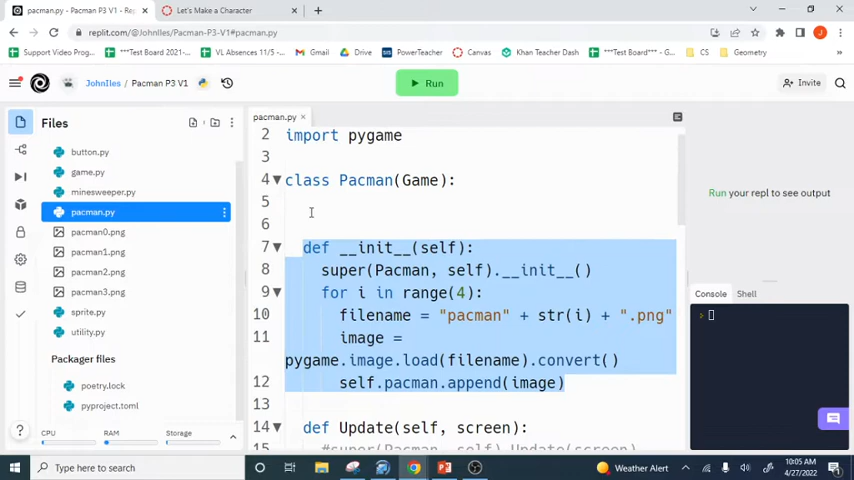 pacman.py - Pacman P3 V1 - Rep
Let's Make a Character
replit.com/@JohnIles/Pacman-P3-V1#pacman.py
Support Video Progra...
***Test Board 2021-...
VL Absences 11/5 -...
Gmail
Drive
PowerTeacher
Canvas
Khan Teacher Dash
***Test Board - Goo...
CS
Geometry
JohnIles / Pacman P3 V1
Run
Invite
Files
button.py
game.py
minesweeper.py
pacman.py
pacman0.png
pacman1.png
pacman2.png
pacman3.png
sprite.py
utility.py
Packager files
poetry.lock
pyproject.toml
CPU RAM Storage
pacman.py
2 import pygame
3
4 class Pacman(Game):
5
6
7 def __init__(self):
8 super(Pacman, self).__init__()
9 for i in range(4):
10 filename = "pacman" + str(i) + ".png"
11 image =
pygame.image.load(filename).convert()
12 self.pacman.append(image)
13
14 def Update(self, screen):
15 #super(Pacman, self).Update(screen)
Run your repl to see output
Console Shell
Type here to search
Weather Alert
10:05 AM
4/27/2022